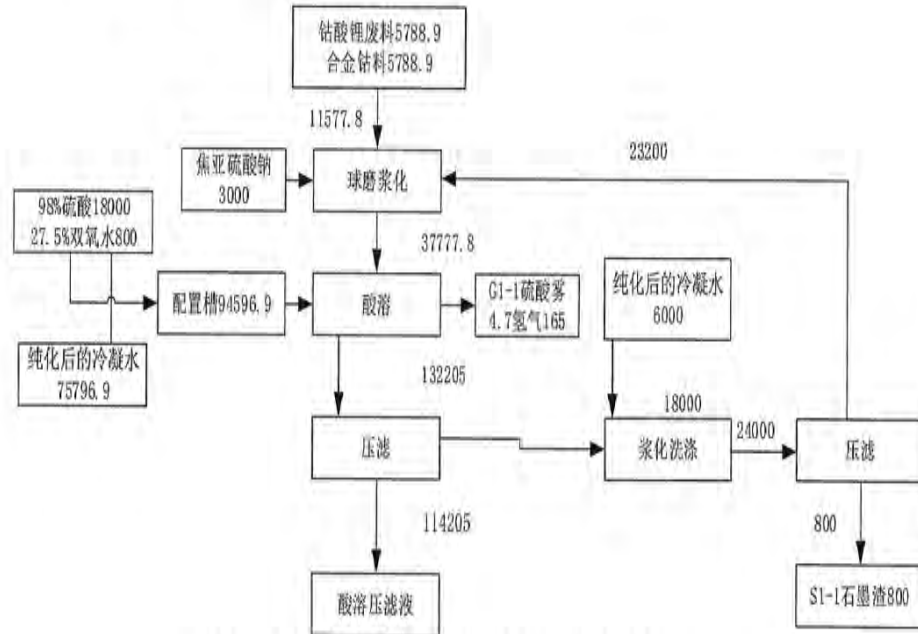 钴酸锂废料5788.9
合金钴料5788.9
11577.8
23200
焦亚硫酸钠
3000
球磨浆化
98%硫酸18000
27.5%双氧水800
37777.8
配置槽94596.9
酸溶
G1-1硫酸雾
4.7氢气165
纯化后的冷凝水
6000
纯化后的冷凝水
75796.9
132205
18000
24000
压滤
浆化洗涤
压滤
114205
800
酸溶压滤液
S1-1石墨渣800